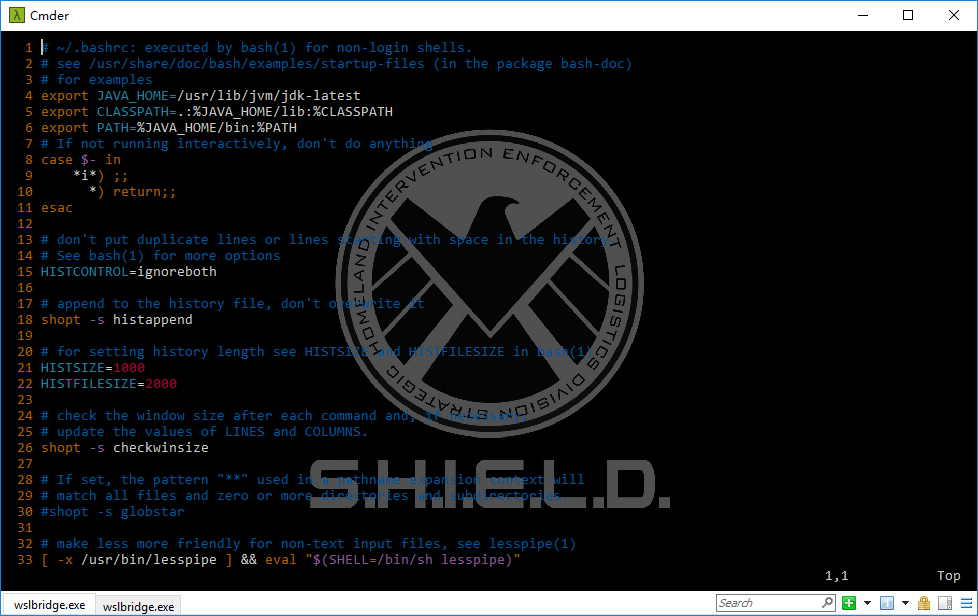 Cmder
1 # ~/.bashrc: executed by bash(1) for non-login shells.
2 # see /usr/share/doc/bash/examples/startup-files (in the package bash-doc)
3 # for examples
4 export JAVA_HOME=/usr/lib/jvm/jdk-latest
5 export CLASSPATH=.:%JAVA_HOME/lib:%CLASSPATH
6 export PATH=%JAVA_HOME/bin:%PATH
7 # If not running interactively, don't do anything
8 case $- in
9     *i*) ;;
10       *) return;;
11 esac
12
13 # don't put duplicate lines or lines starting with space in the history.
14 # See bash(1) for more options
15 HISTCONTROL=ignoreboth
16
17 # append to the history file, don't overwrite it
18 shopt -s histappend
19
20 # for setting history length see HISTSIZE and HISTFILESIZE in bash(1)
21 HISTSIZE=1000
22 HISTFILESIZE=2000
23
24 # check the window size after each command and, if necessary,
25 # update the values of LINES and COLUMNS.
26 shopt -s checkwinsize
27
28 # If set, the pattern "**" used in a pathname expansion context will
29 # match all files and zero or more directories and subdirectories.
30 #shopt -s globstar
31
32 # make less more friendly for non-text input files, see lesspipe(1)
33 [ -x /usr/bin/lesspipe ] && eval "$(SHELL=/bin/sh lesspipe)"
1,1 Top
STRATEGIC HOMELAND INTERVENTION ENFORCEMENT LOGISTICS DIVISION
S.H.I.E.L.D.
wslbridge.exe wslbridge.exe Search